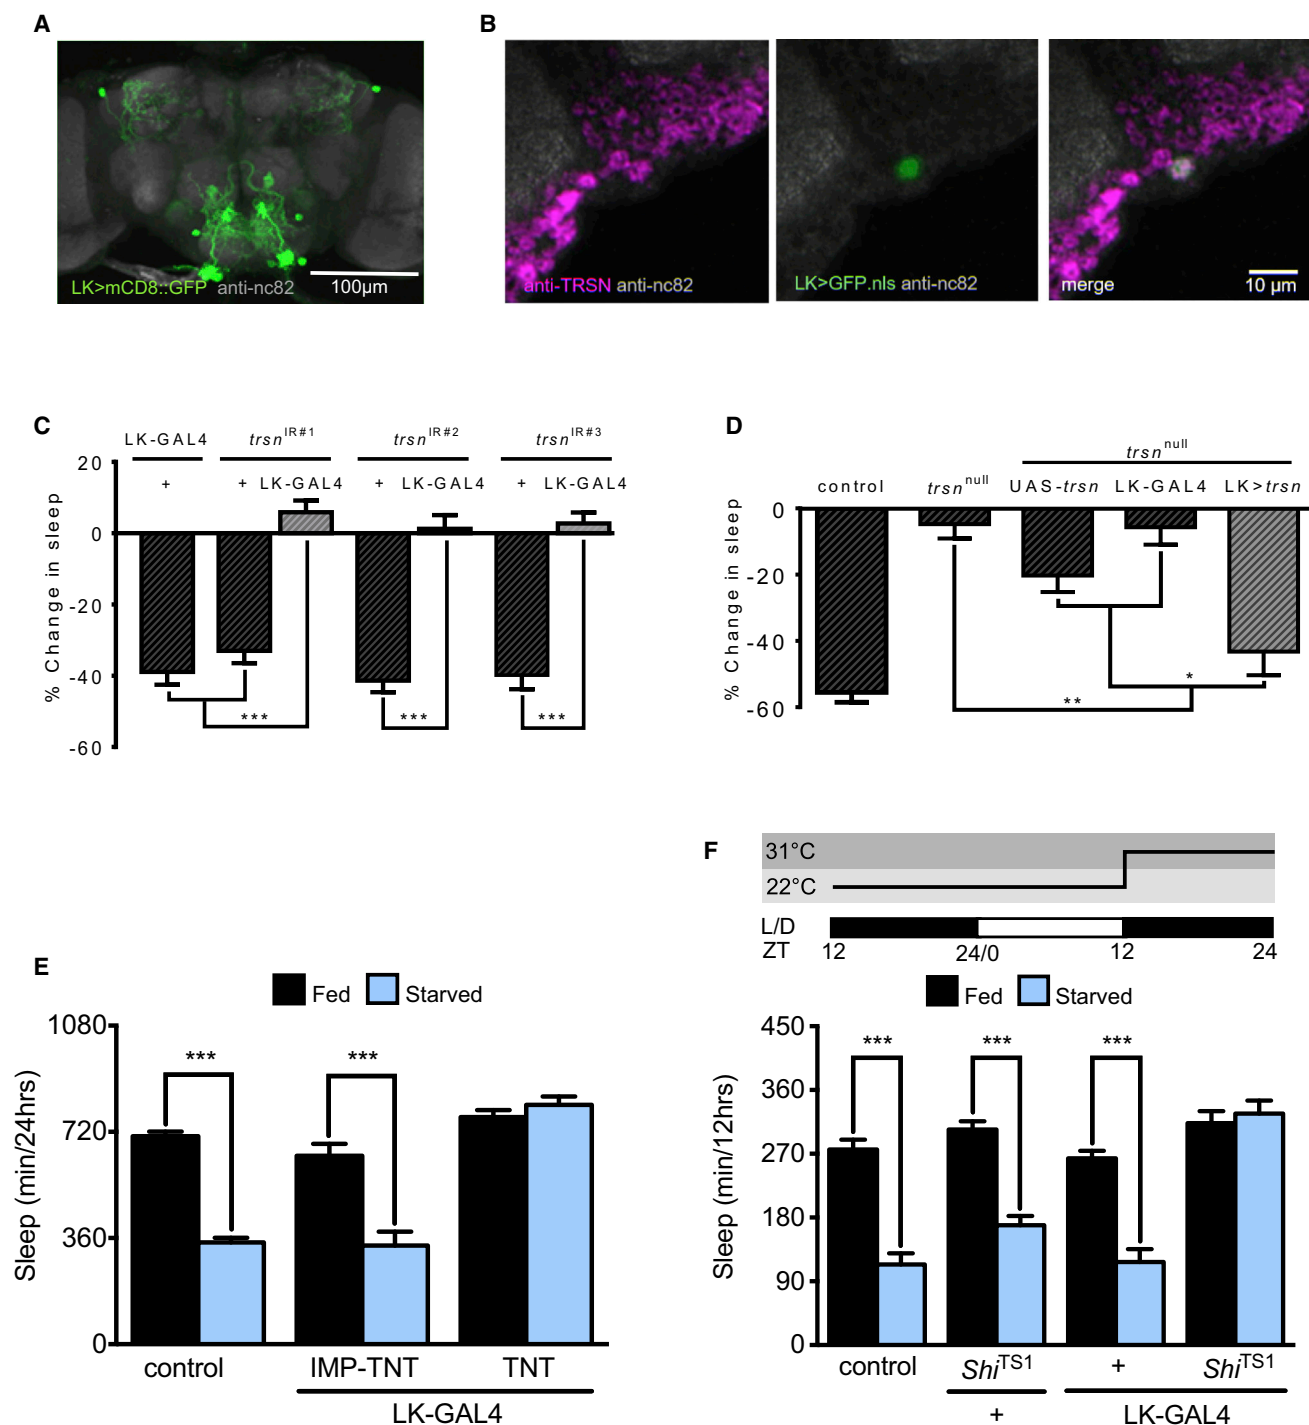 A
B
LK>mCD8::GFP anti-nc82
100µm
anti-TRSN anti-nc82
LK>GFP.nls anti-nc82
merge
10 µm
C
LK-GAL4 trsnIR#1 trsnIR#2 trsnIR#3
+ + LK-GAL4 + LK-GAL4 + LK-GAL4
% Change in sleep
20
0
-20
-40
-60
***
***
***
D
trsnnull
control trsnnull UAS-trsn LK-GAL4 LK>trsn
% Change in sleep
0
-20
-40
-60
*
**
E
Fed Starved
Sleep (min/24hrs)
1080
720
360
0
***
***
control IMP-TNT TNT
LK-GAL4
F
31°C
22°C
L/D
ZT 12 24/0 12 24
Fed Starved
Sleep (min/12hrs)
450
360
270
180
90
0
***
***
***
control ShiTS1 + ShiTS1
+ LK-GAL4